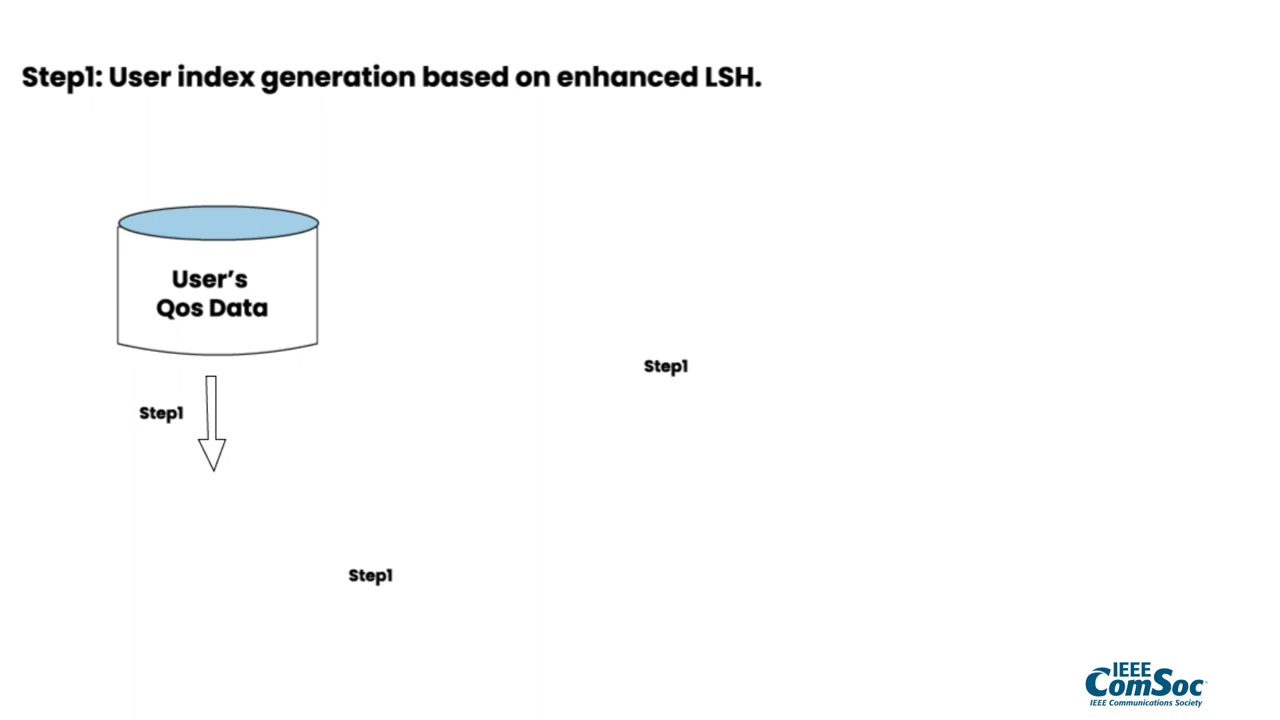 Step1: User index generation based on enhanced LSH.
User's
Qos Data
Step1
Step1
Step1
IEEE
ComSoc
IEEE Communications Society